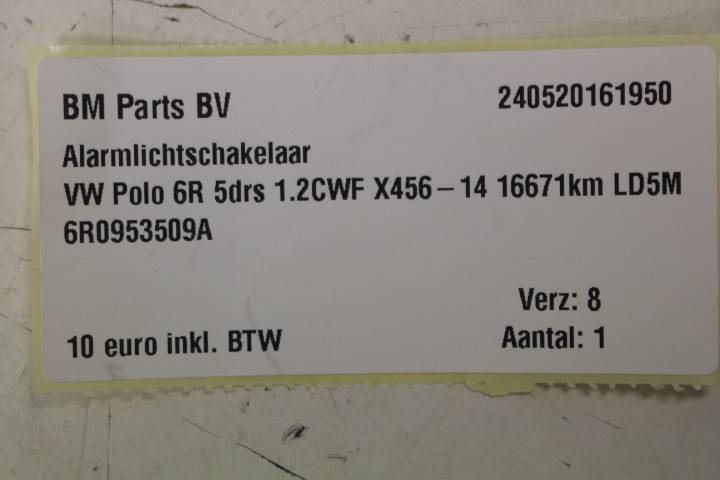 BM Parts BV 240520161950
Alarmlichtschakelaar
VW Polo 6R 5drs 1.2CWF X456-14 16671km LD5M
6R0953509A
Verz: 8
10 euro inkl. BTW Aantal: 1